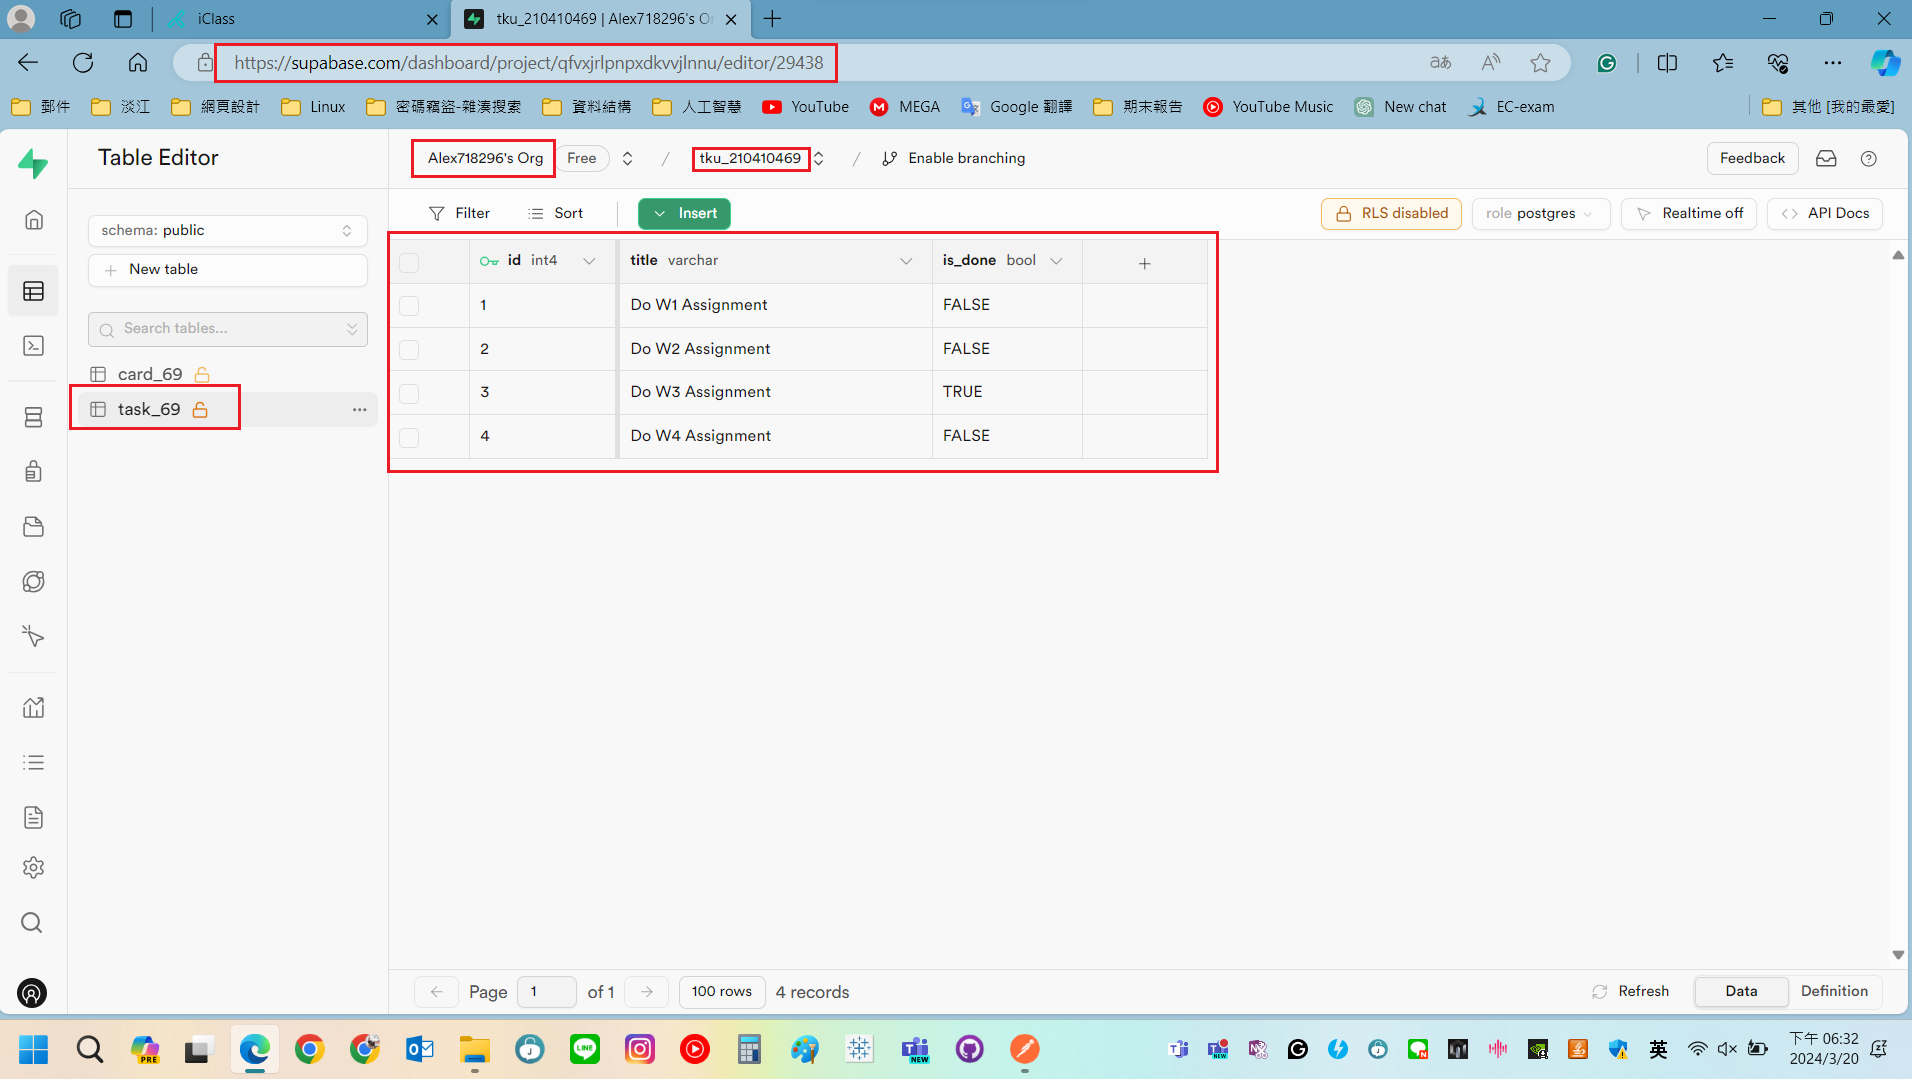 iClass
tku_210410469 | Alex718296's Or
https://supabase.com/dashboard/project/qfvxjrlpnpxdkvvjlnnu/editor/29438
郵件 淡江 網頁設計 Linux 密碼竊盜-雜湊搜索 資料結構 人工智慧 YouTube MEGA Google 翻譯 期末報告 YouTube Music New chat EC-exam 其他 [我的最愛]
Table Editor
Alex718296's Org Free / tku_210410469 / Enable branching
Feedback
schema: public
New table
Search tables...
card_69
task_69
Filter Sort Insert
RLS disabled role postgres Realtime off API Docs
id int4 title varchar is_done bool
1 Do W1 Assignment FALSE
2 Do W2 Assignment FALSE
3 Do W3 Assignment TRUE
4 Do W4 Assignment FALSE
Page 1 of 1 100 rows 4 records
Refresh Data Definition
PRE
LINE
NEW
NEW
英
下午 06:32
2024/3/20